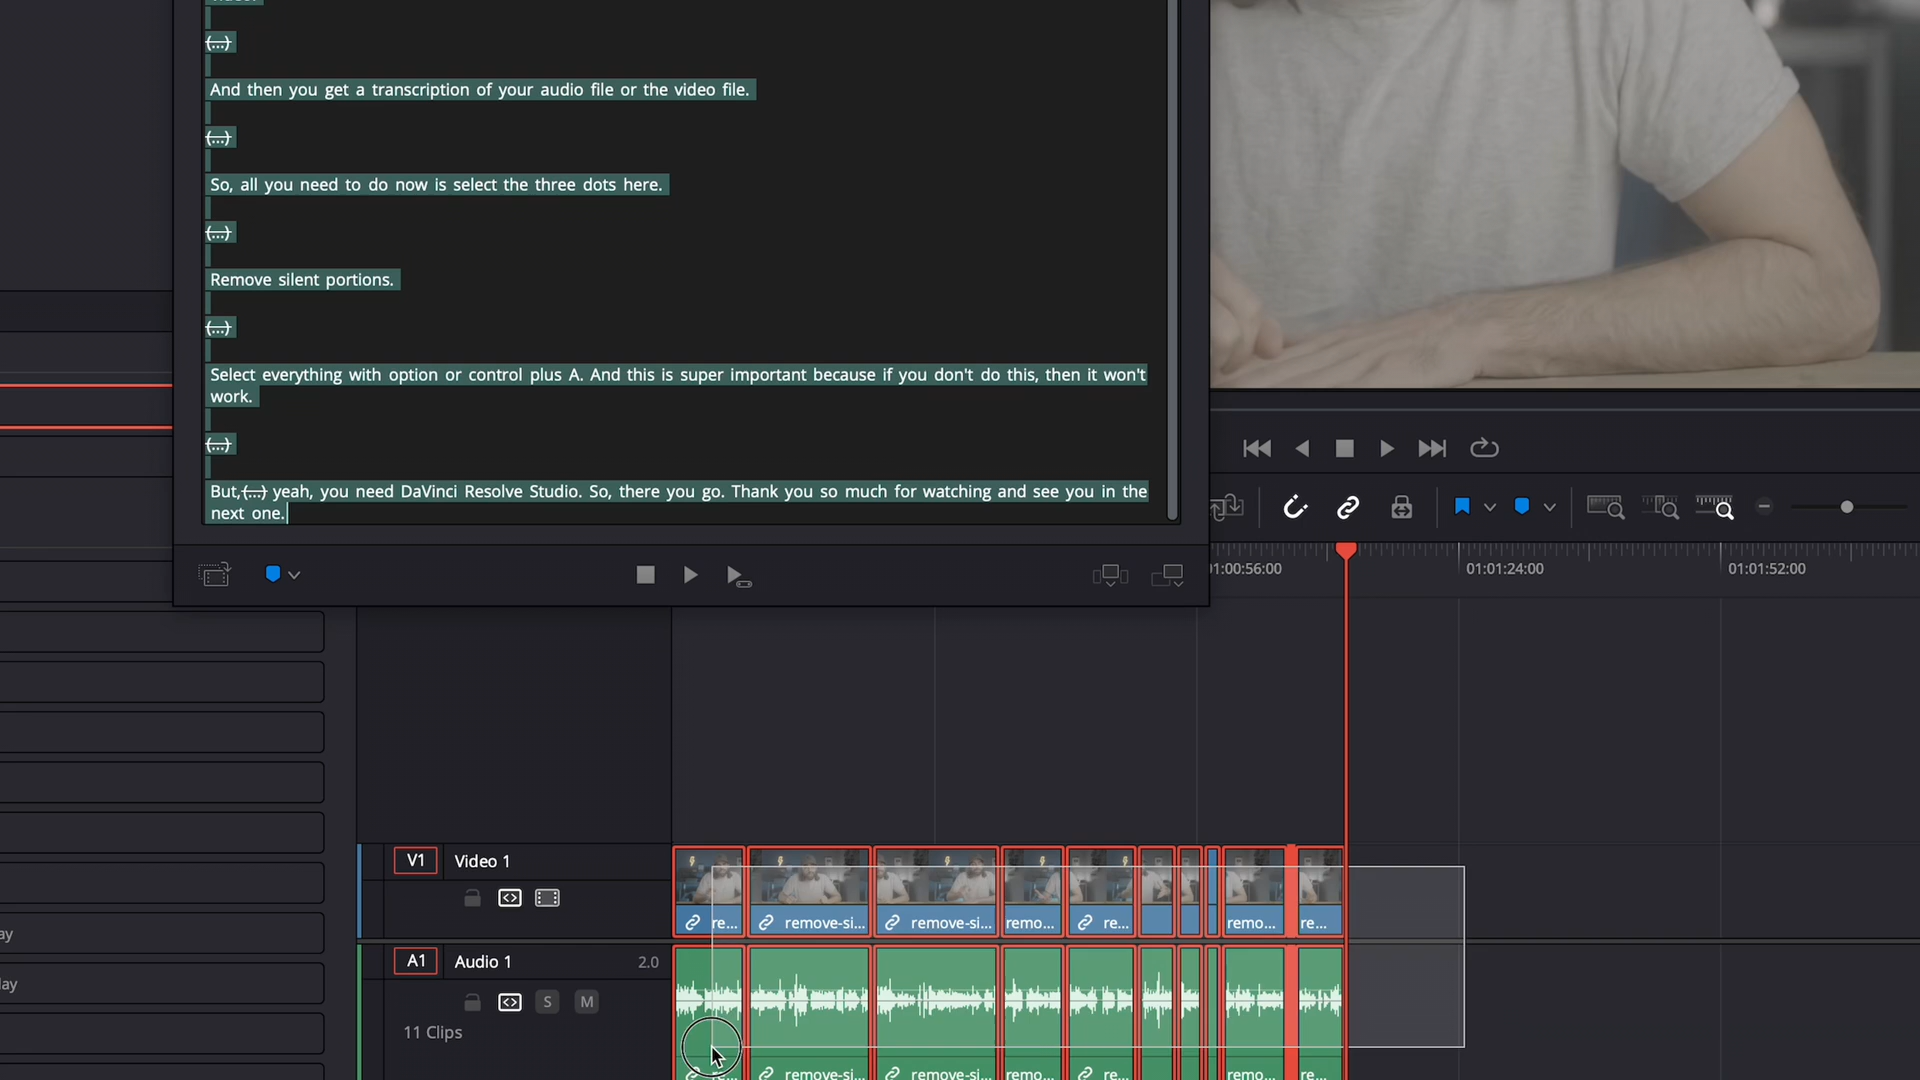 (...)
And then you get a transcription of your audio file or the video file.
(...)
So, all you need to do now is select the three dots here.
(...)
Remove silent portions.
(...)
Select everything with option or control plus A. And this is super important because if you don't do this, then it won't
work.
(...)
But,(...) yeah, you need DaVinci Resolve Studio. So, there you go. Thank you so much for watching and see you in the
next one.
01:01:24:00
01:01:52:00
V1 Video 1
re... remove-si... remove-si... remo... re... remo... re...
A1 Audio 1 2.0
S M
11 Clips
re... remove-si... remove-si... remo... re... remo... re...